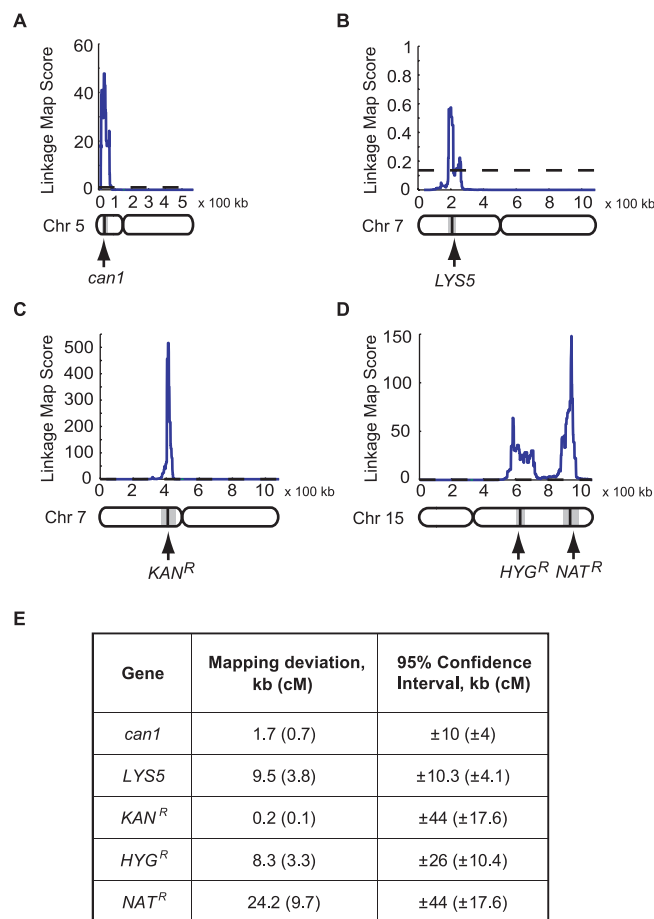 A
Linkage Map Score
60
40
20
0
0 1 2 3 4 5 x 100 kb
Chr 5
can1
B
Linkage Map Score
1
0.8
0.6
0.4
0.2
0
0 2 4 6 8 10 x 100 kb
Chr 7
LYS5
C
Linkage Map Score
500
400
300
200
100
0
0 2 4 6 8 10 x 100 kb
Chr 7
KAN^R
D
Linkage Map Score
150
100
50
0
0 2 4 6 8 10 x 100 kb
Chr 15
HYG^R NAT^R
E
Gene Mapping deviation, kb (cM) 95% Confidence Interval, kb (cM)
can1 1.7 (0.7) ±10 (±4)
LYS5 9.5 (3.8) ±10.3 (±4.1)
KAN^R 0.2 (0.1) ±44 (±17.6)
HYG^R 8.3 (3.3) ±26 (±10.4)
NAT^R 24.2 (9.7) ±44 (±17.6)